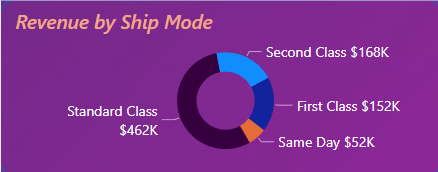 Revenue by Ship Mode
Second Class $168K
First Class $152K
Same Day $52K
Standard Class
$462K